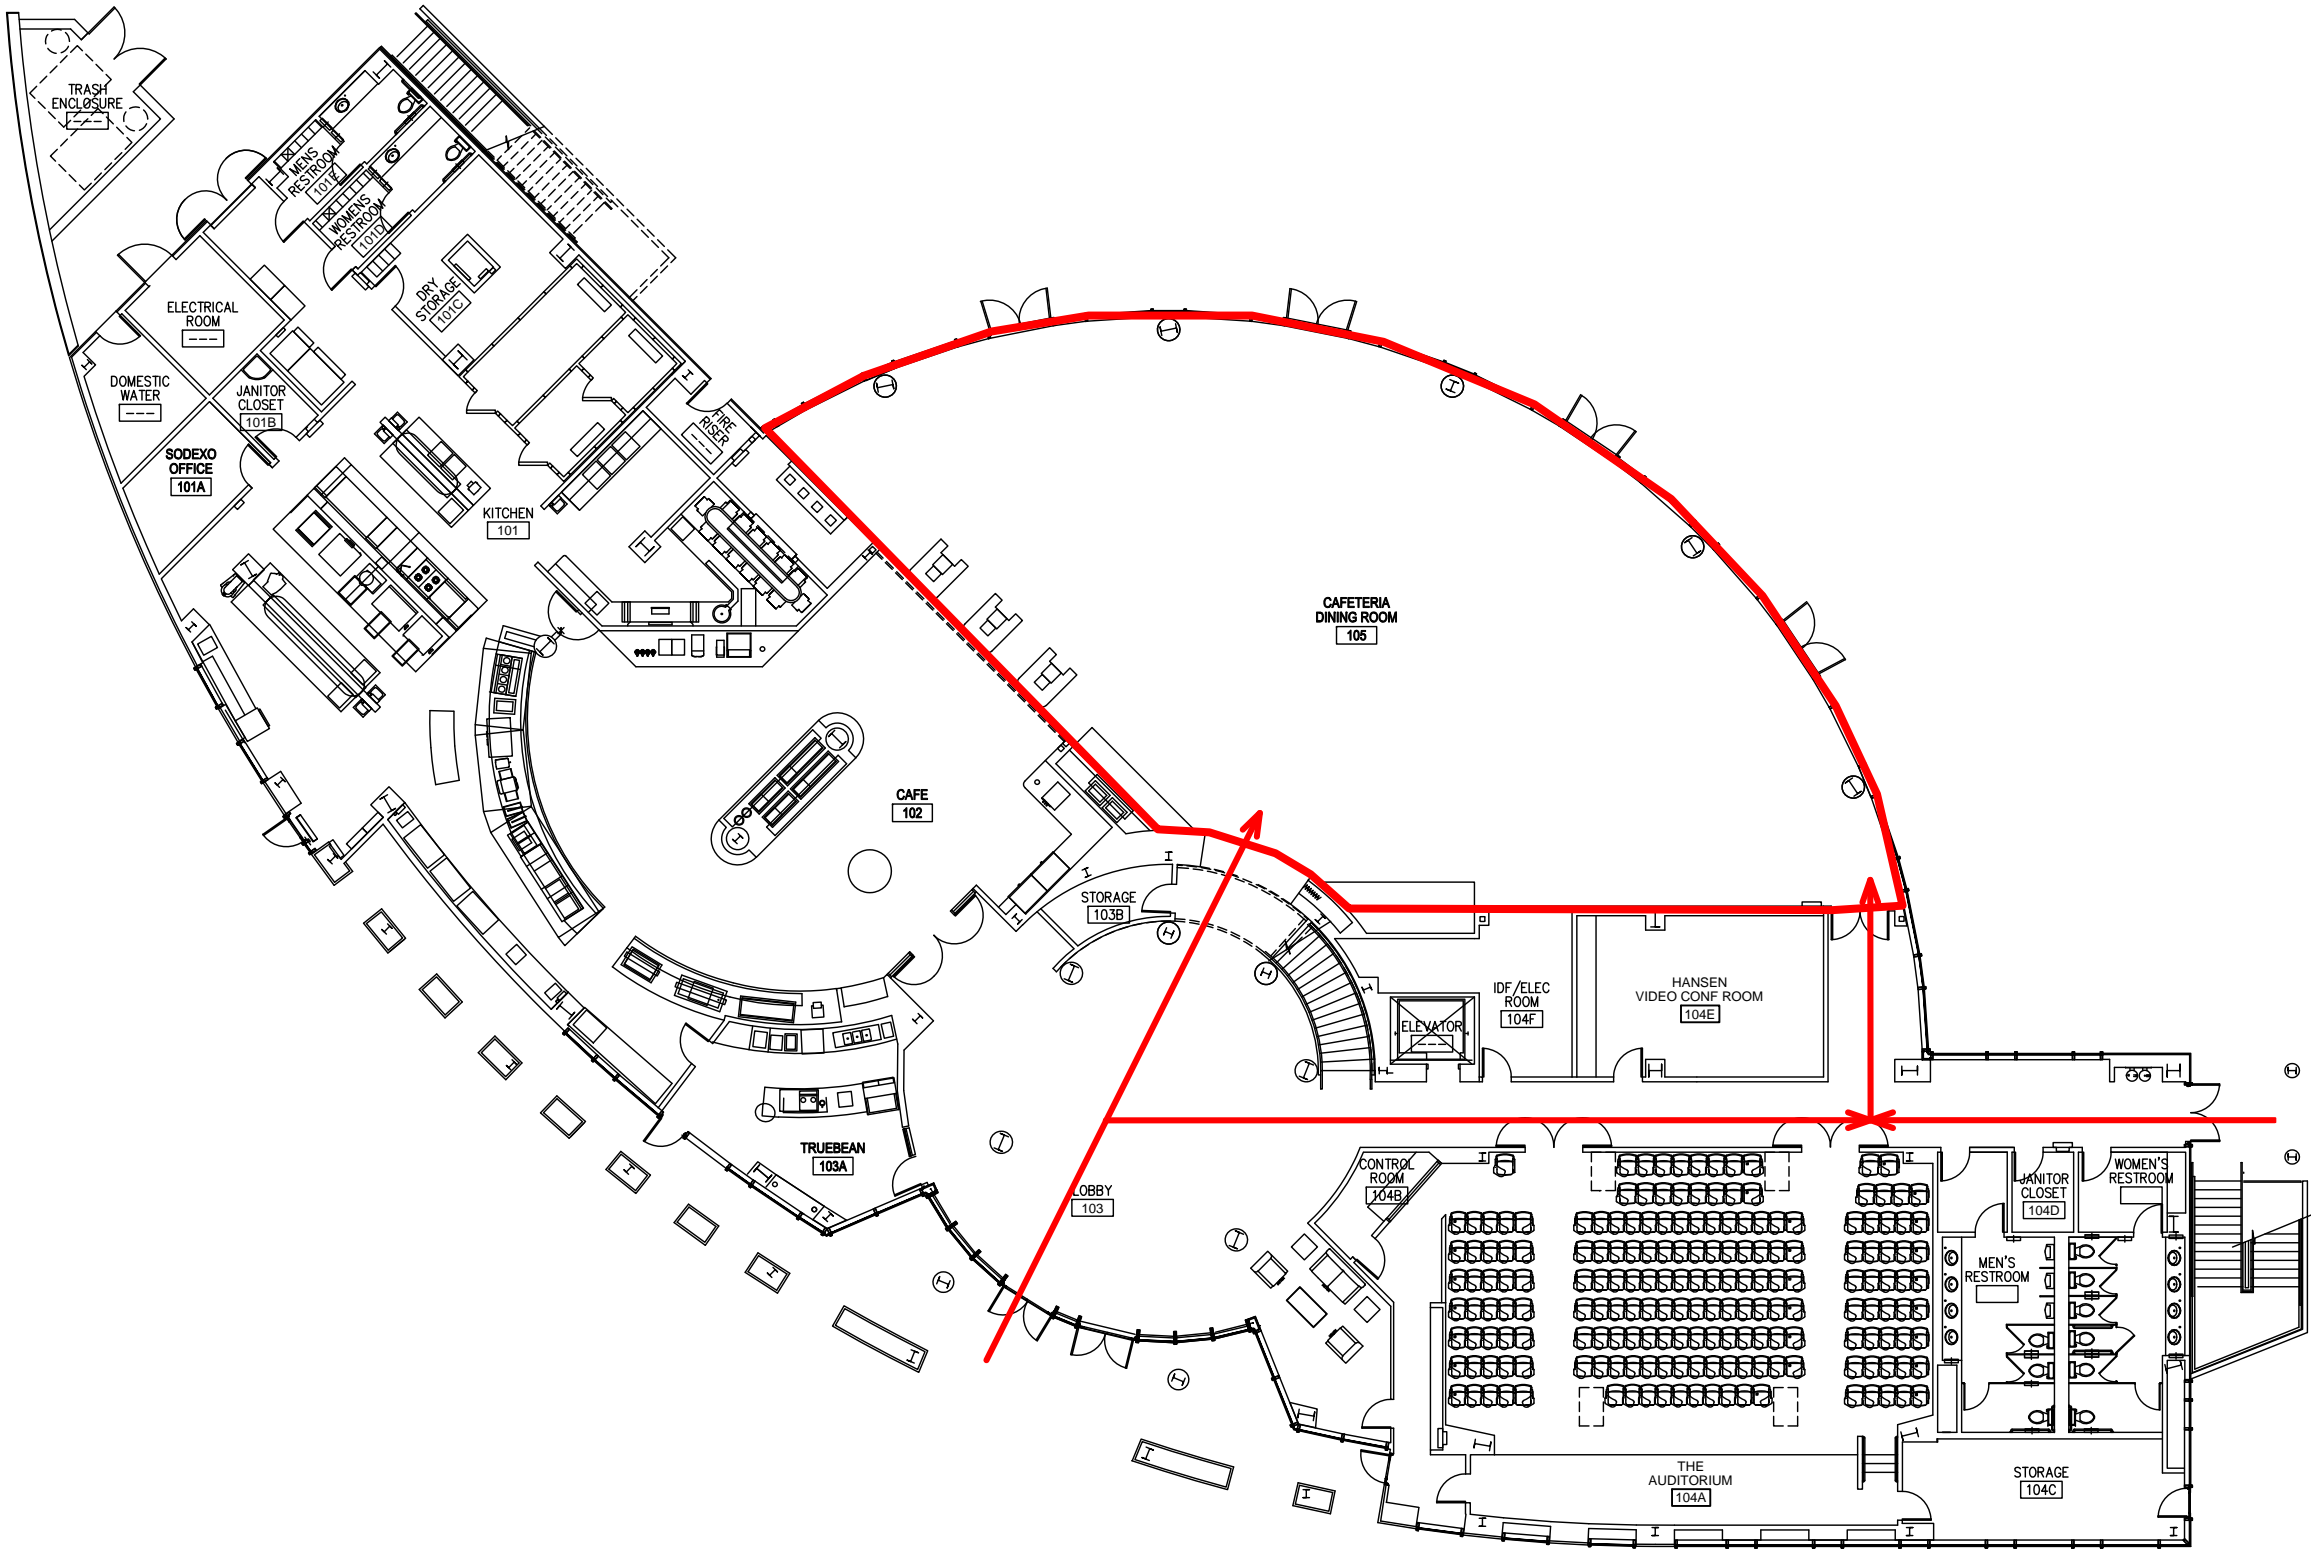 TRASH
ENCLOSURE
---
MENS
RESTROOM
101E
WOMENS
RESTROOM
101D
DRY
STORAGE
101C
ELECTRICAL
ROOM
---
DOMESTIC
WATER
---
JANITOR
CLOSET
101B
FIRE
RISER
---
SODEXO
OFFICE
101A
KITCHEN
101
CAFETERIA
DINING ROOM
105
CAFE
102
STORAGE
103B
HANSEN
VIDEO CONF ROOM
104E
IDF/ELEC
ROOM
104F
ELEVATOR
---
TRUEBEAN
103A
LOBBY
103
CONTROL
ROOM
104B
JANITOR
CLOSET
104D
WOMEN'S
RESTROOM
MEN'S
RESTROOM
THE
AUDITORIUM
104A
STORAGE
104C